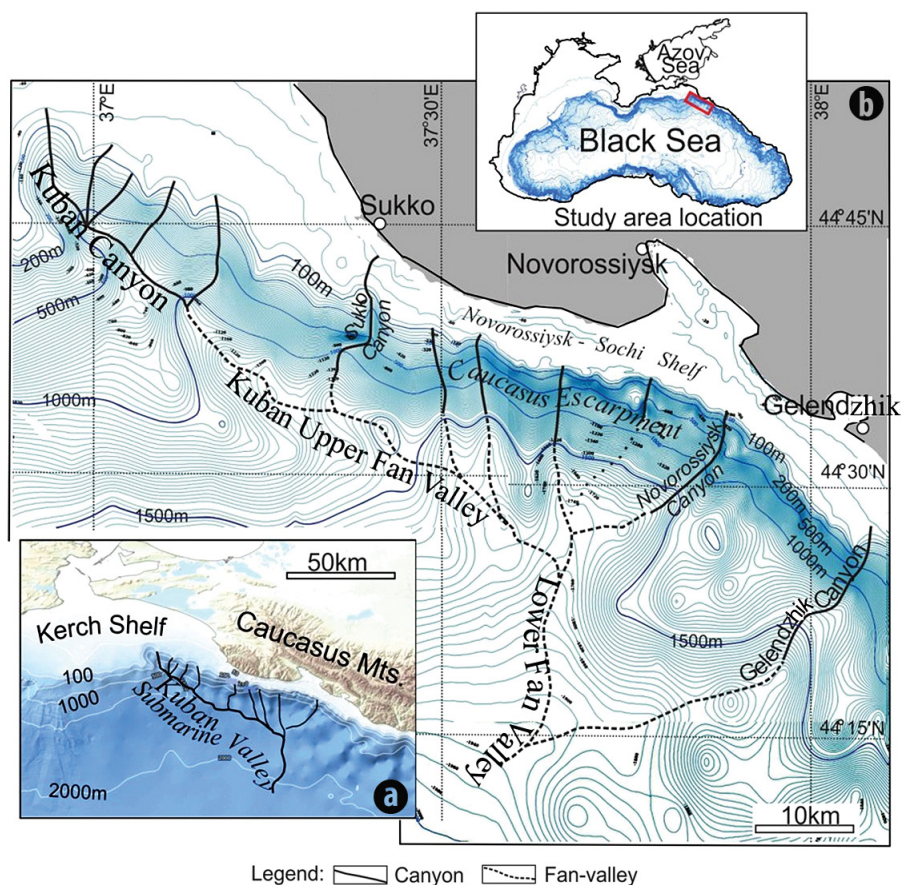 Azov
Sea
Black Sea
Study area location
b
37°E
37°30'E
38°E
44°45'N
44°30'N
44°15'N
Sukko
Novorossiysk
Gelendzhik
Kuban Canyon
200m
500m
1000m
1500m
100m
Sukko
Canyon
Novorossiysk - Sochi Shelf
Caucasus Escarpment
Kuban Upper Fan Valley
Novorossiysk
Canyon
100m
200m
500m
1000m
1500m
Gelendzhik Canyon
Lower Fan Valley
10km
50km
Kerch Shelf
Caucasus Mts.
100
1000
Kuban
Submarine Valley
2000m
a
Legend: Canyon Fan-valley